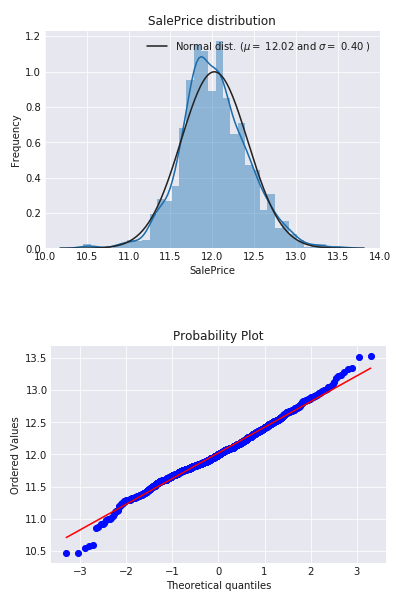 SalePrice distribution
Normal dist. (μ = 12.02 and σ = 0.40 )
Frequency
1.2
1.0
0.8
0.6
0.4
0.2
0.0
10.0 10.5 11.0 11.5 12.0 12.5 13.0 13.5 14.0
SalePrice
Probability Plot
Ordered Values
13.5
13.0
12.5
12.0
11.5
11.0
10.5
−3 −2 −1 0 1 2 3
Theoretical quantiles